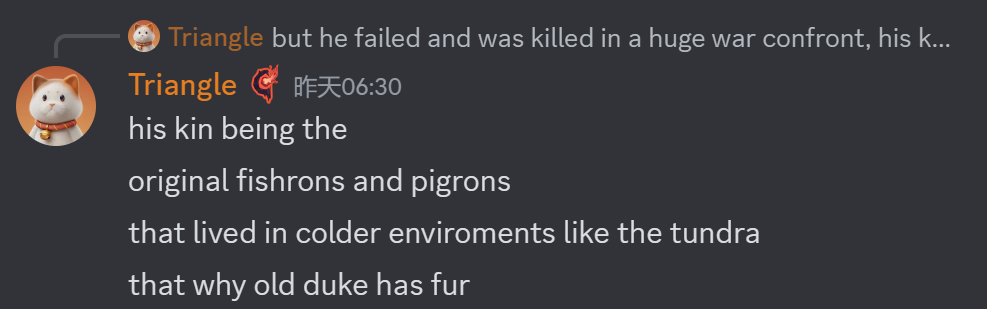 Triangle but he failed and was killed in a huge war confront, his k...
Triangle 昨天06:30
his kin being the
original fishrons and pigrons
that lived in colder enviroments like the tundra
that why old duke has fur